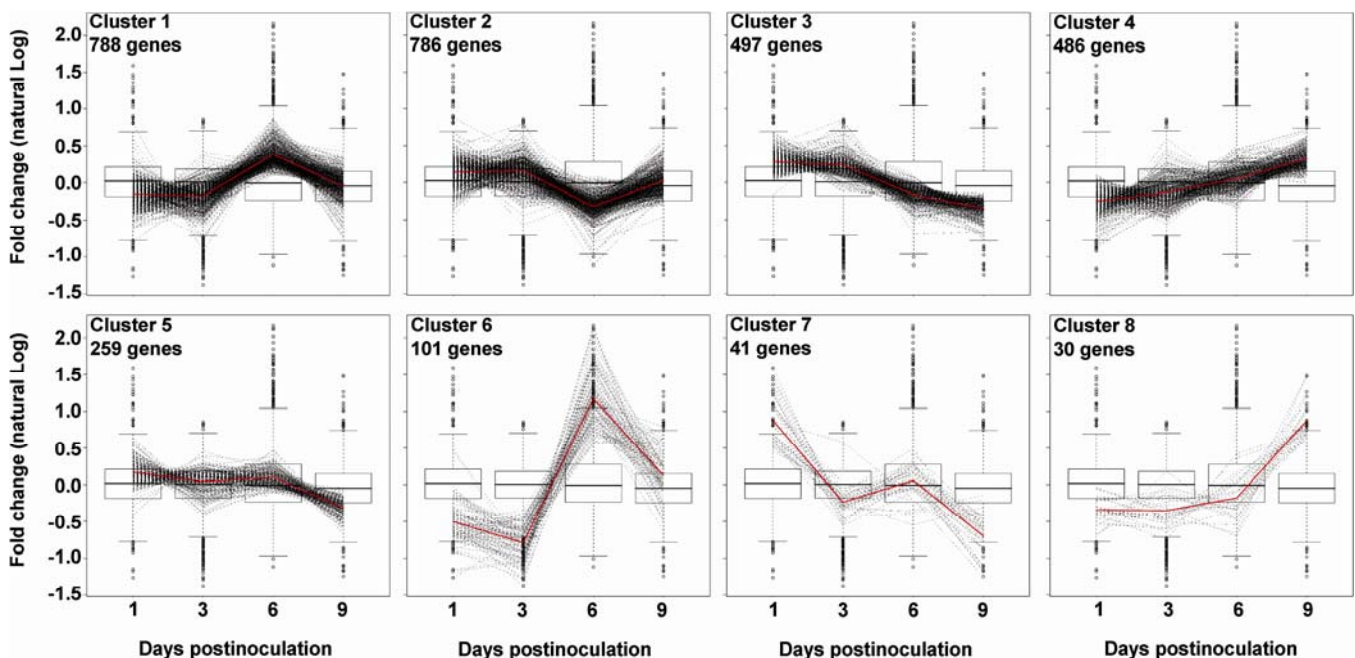 Cluster 1
788 genes
Cluster 2
786 genes
Cluster 3
497 genes
Cluster 4
486 genes
Fold change (natural Log)
2.0
1.5
1.0
0.5
0.0
-0.5
-1.0
-1.5
Cluster 5
259 genes
Cluster 6
101 genes
Cluster 7
41 genes
Cluster 8
30 genes
Fold change (natural Log)
2.0
1.5
1.0
0.5
0.0
-0.5
-1.0
-1.5
1 3 6 9
1 3 6 9
1 3 6 9
1 3 6 9
Days postinoculation
Days postinoculation
Days postinoculation
Days postinoculation